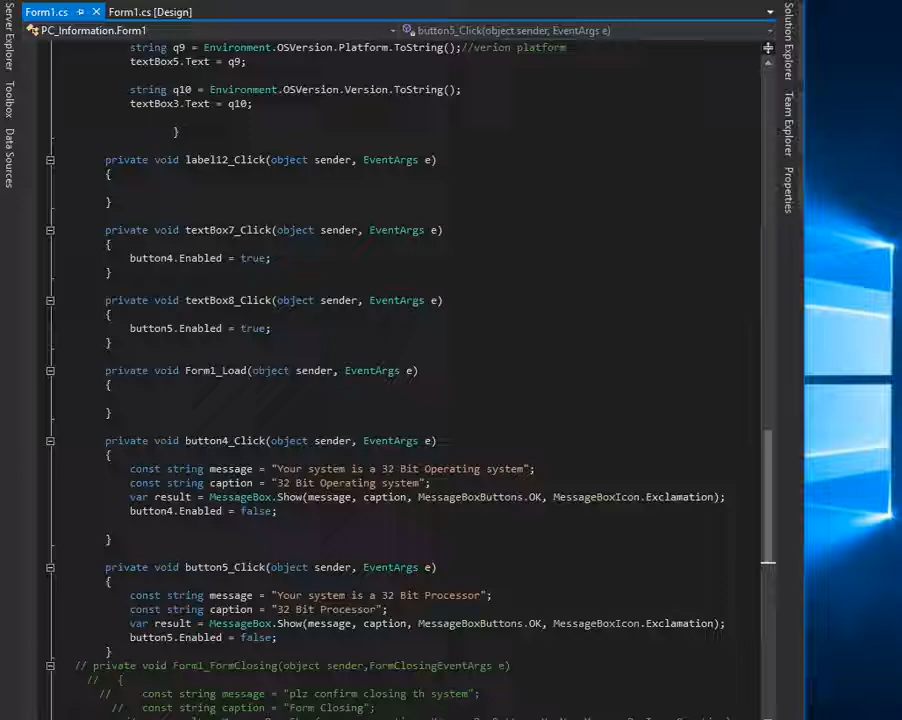 Form1.cs
Form1.cs [Design]
PC_Information.Form1
button5_Click(object sender, EventArgs e)
Server Explorer
Toolbox
Data Sources
Solution Explorer
Team Explorer
Properties
string q9 = Environment.OSVersion.Platform.ToString();//verion platform
textBox5.Text = q9;
string q10 = Environment.OSVersion.Version.ToString();
textBox3.Text = q10;
}
private void label12_Click(object sender, EventArgs e)
{
}
private void textBox7_Click(object sender, EventArgs e)
{
button4.Enabled = true;
}
private void textBox8_Click(object sender, EventArgs e)
{
button5.Enabled = true;
}
private void Form1_Load(object sender, EventArgs e)
{
}
private void button4_Click(object sender, EventArgs e)
{
const string message = "Your system is a 32 Bit Operating system";
const string caption = "32 Bit Operating system";
var result = MessageBox.Show(message, caption, MessageBoxButtons.OK, MessageBoxIcon.Exclamation);
button4.Enabled = false;
}
private void button5_Click(object sender, EventArgs e)
{
const string message = "Your system is a 32 Bit Processor";
const string caption = "32 Bit Processor";
var result = MessageBox.Show(message, caption, MessageBoxButtons.OK, MessageBoxIcon.Exclamation);
button5.Enabled = false;
}
// private void Form1_FormClosing(object sender,FormClosingEventArgs e)
// {
// const string message = "plz confirm closing th system";
// const string caption = "Form Closing";